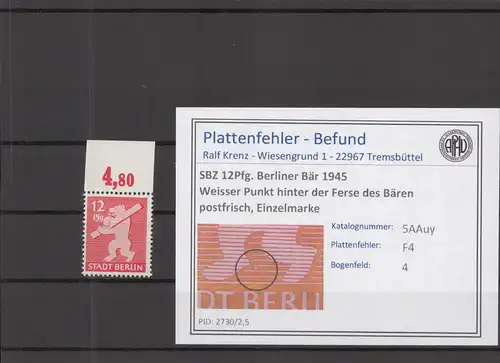 4,80
12
Pfg
STADT BERLIN
Plattenfehler - Befund
Ralf Krenz - Wiesengrund 1 - 22967 Tremsbüttel
SBZ 12Pfg. Berliner Bär 1945
Weisser Punkt hinter der Ferse des Bären
postfrisch, Einzelmarke
Katalognummer: 5AAuy
Plattenfehler: F4
Bogenfeld: 4
DT BERLI
PID: 2730/2,5